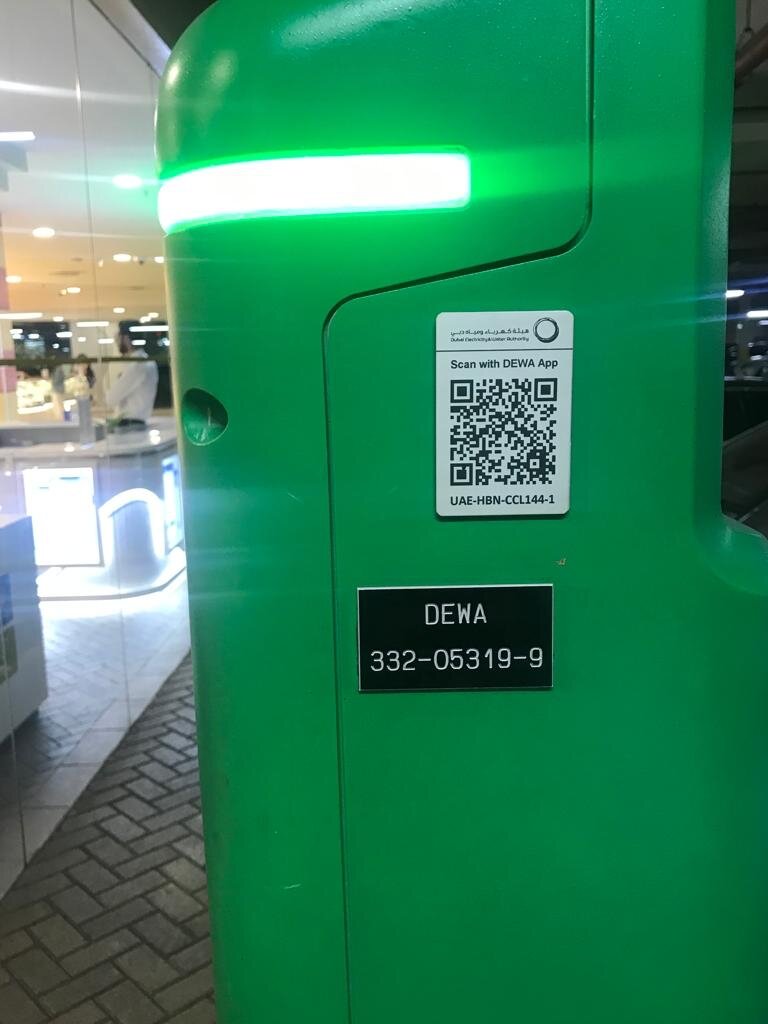 هيئة كهرباء ومياه دبي
Dubai Electricity & Water Authority
Scan with DEWA App
UAE-HBN-CCL144-1
DEWA
332-05319-9